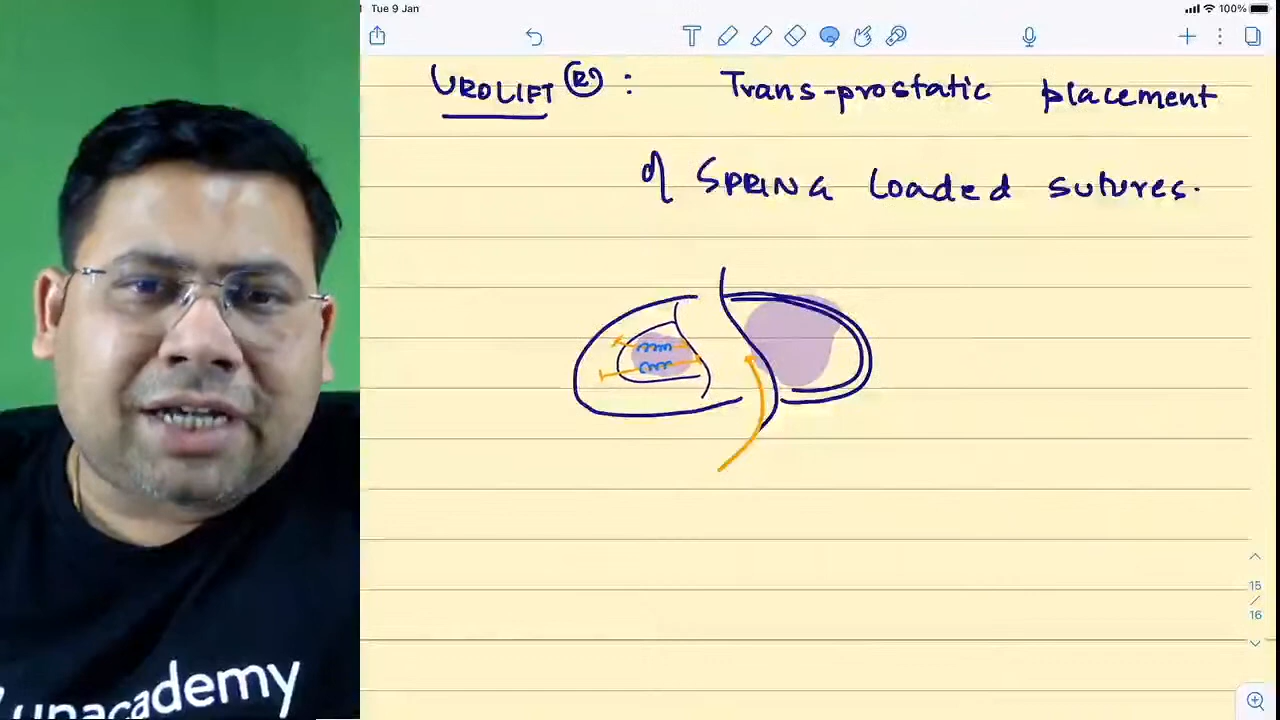 Tue 9 Jan
100%
UROLIFT ® : Trans-prostatic placement
of SPRING loaded sutures.
15
/
16
unacademy